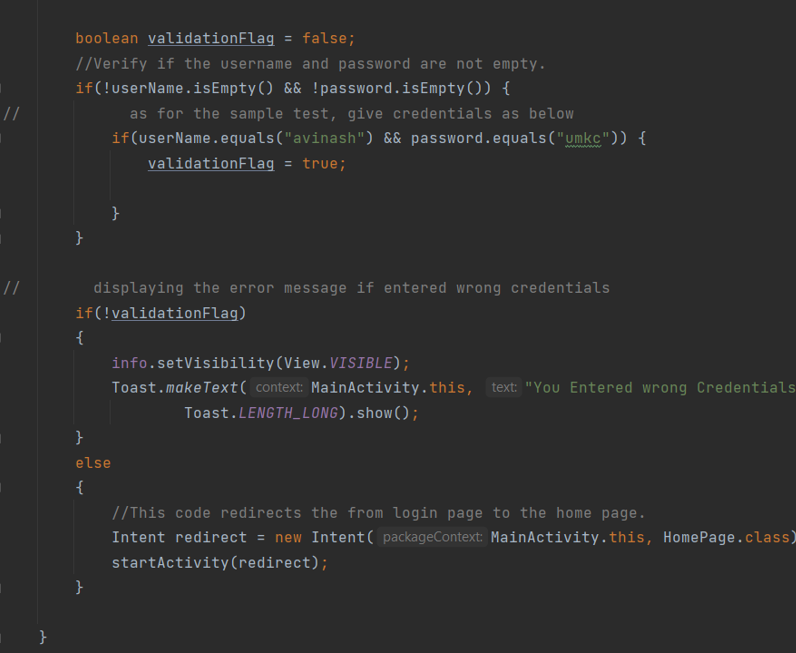 boolean validationFlag = false;
//Verify if the username and password are not empty.
if(!userName.isEmpty() && !password.isEmpty()) {
// as for the sample test, give credentials as below
if(userName.equals("avinash") && password.equals("umkc")) {
validationFlag = true;
}
}
// displaying the error message if entered wrong credentials
if(!validationFlag)
{
info.setVisibility(View.VISIBLE);
Toast.makeText( context: MainActivity.this, text: "You Entered wrong Credentials
Toast.LENGTH_LONG).show();
}
else
{
//This code redirects the from login page to the home page.
Intent redirect = new Intent( packageContext: MainActivity.this, HomePage.class)
startActivity(redirect);
}
}